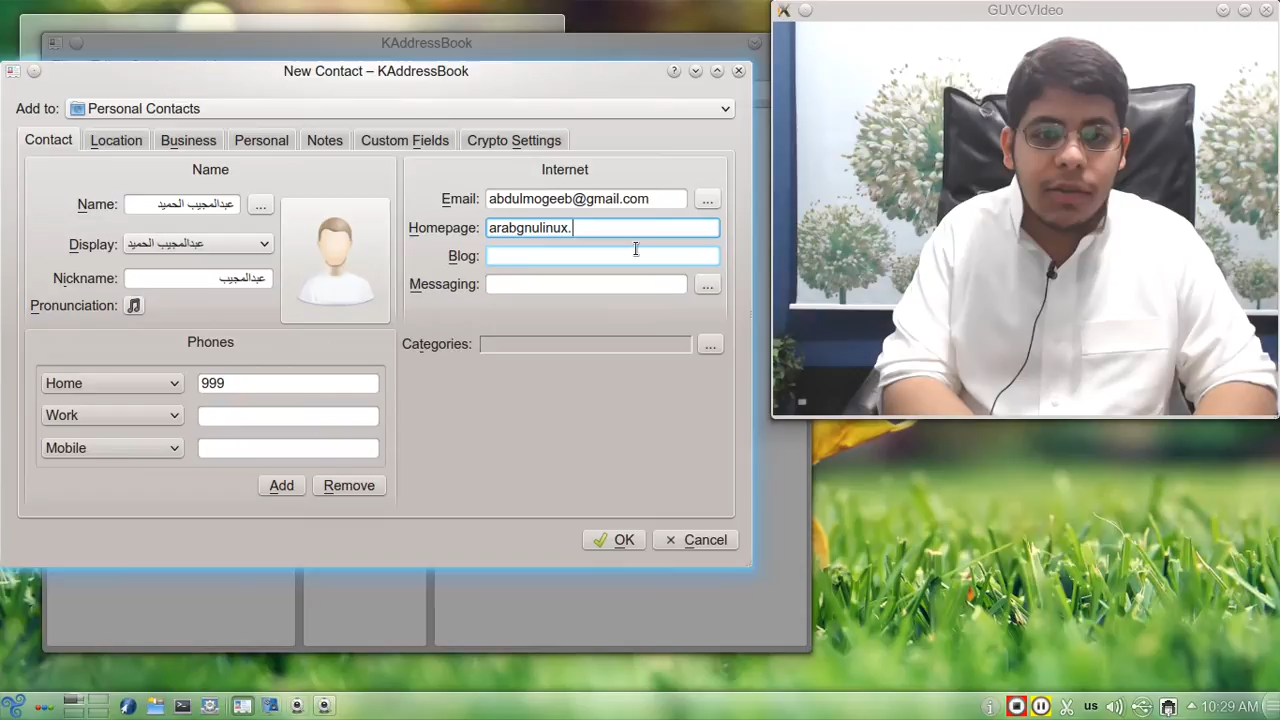 GUVCVIdeo
KAddressBook
New Contact – KAddressBook
Add to: Personal Contacts
Contact Location Business Personal Notes Custom Fields Crypto Settings
Name
Name: عبدالمجيب الحميد ...
Display: عبدالمجيب الحميد
Nickname: عبدالمجيب
Pronunciation:
Internet
Email: abdulmogeeb@gmail.com ...
Homepage: arabgnulinux.
Blog:
Messaging: ...
Categories: ...
Phones
Home 999
Work
Mobile
Add Remove
OK Cancel
us 10:29 AM